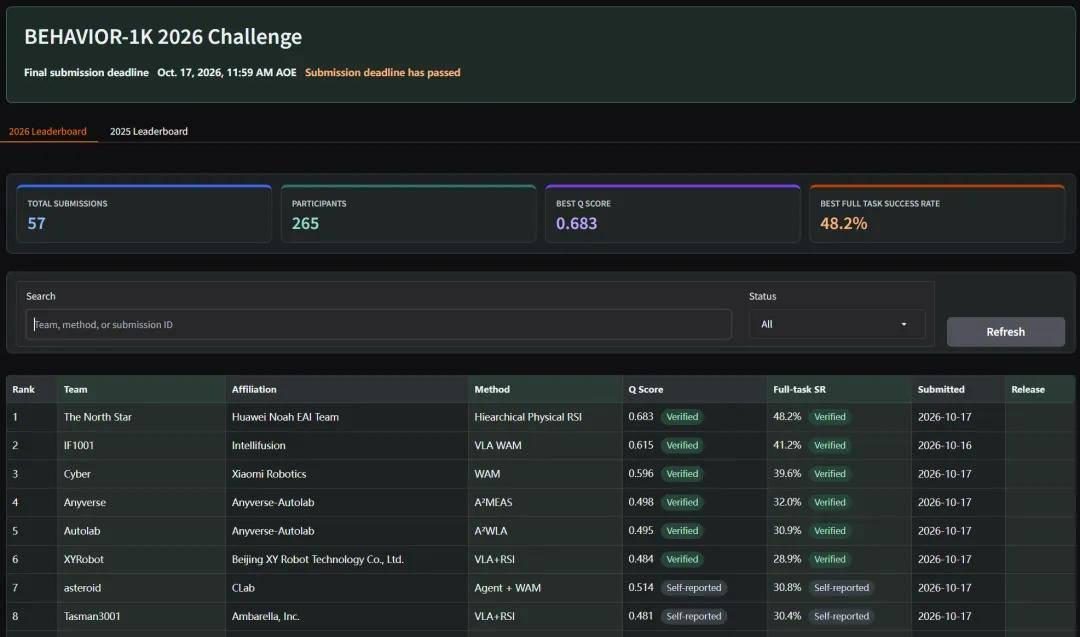 BEHAVIOR-1K 2026 Challenge
Final submission deadline Oct. 17, 2026, 11:59 AM AOE Submission deadline has passed
2026 Leaderboard 2025 Leaderboard
TOTAL SUBMISSIONS PARTICIPANTS BEST Q SCORE BEST FULL TASK SUCCESS RATE
57 265 0.683 48.2%
Search Status
Team, method, or submission ID All Refresh
Rank Team Affiliation Method Q Score Full-task SR Submitted Release
1 The North Star Huawei Noah EAI Team Hiearchical Physical RSI 0.683 Verified 48.2% Verified 2026-10-17
2 IF1001 Intellifusion VLA WAM 0.615 Verified 41.2% Verified 2026-10-16
3 Cyber Xiaomi Robotics WAM 0.596 Verified 39.6% Verified 2026-10-17
4 Anyverse Anyverse-Autolab A²MEAS 0.498 Verified 32.0% Verified 2026-10-17
5 Autolab Anyverse-Autolab A²WLA 0.495 Verified 30.9% Verified 2026-10-17
6 XYRobot Beijing XY Robot Technology Co., Ltd. VLA+RSI 0.484 Verified 28.9% Verified 2026-10-17
7 asteroid CLab Agent + WAM 0.514 Self-reported 30.8% Self-reported 2026-10-17
8 Tasman3001 Ambarella, Inc. VLA+RSI 0.481 Self-reported 30.4% Self-reported 2026-10-17